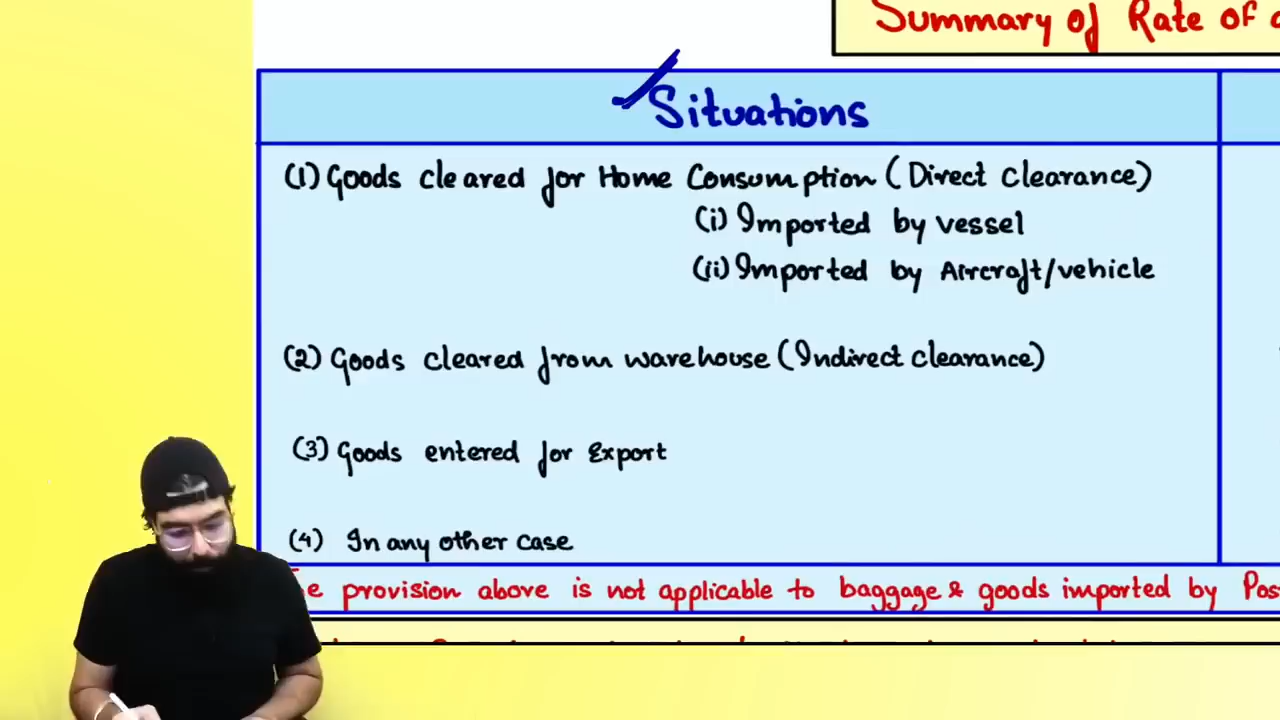 Summary of Rate of
Situations
(1) Goods cleared for Home Consumption (Direct Clearance)
(i) Imported by vessel
(ii) Imported by Aircraft/vehicle
(2) Goods cleared from warehouse (Indirect clearance)
(3) Goods entered for Export
(4) In any other case
provision above is not applicable to baggage & goods imported by